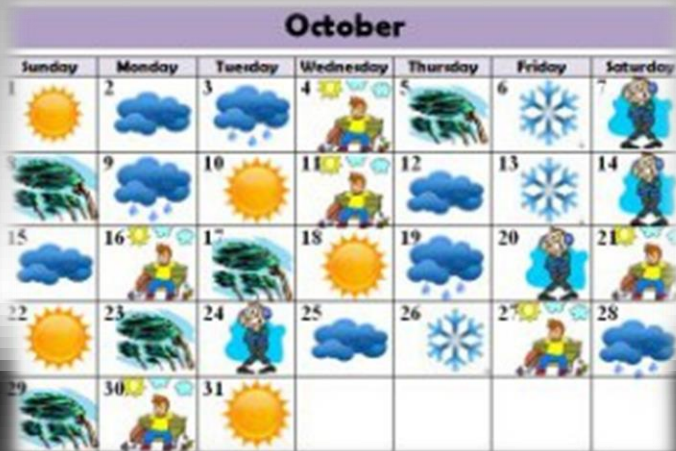 October
Sunday Monday Tuesday Wednesday Thursday Friday Saturday
1 2 3 4 5 6 7
8 9 10 11 12 13 14
15 16 17 18 19 20 21
22 23 24 25 26 27 28
29 30 31